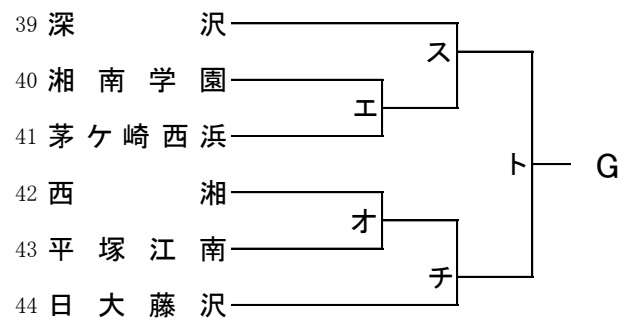 39 深沢
ス
40 湘南学園
エ
41 茅ケ崎西浜
ト G
42 西湘
オ
43 平塚江南
チ
44 日大藤沢